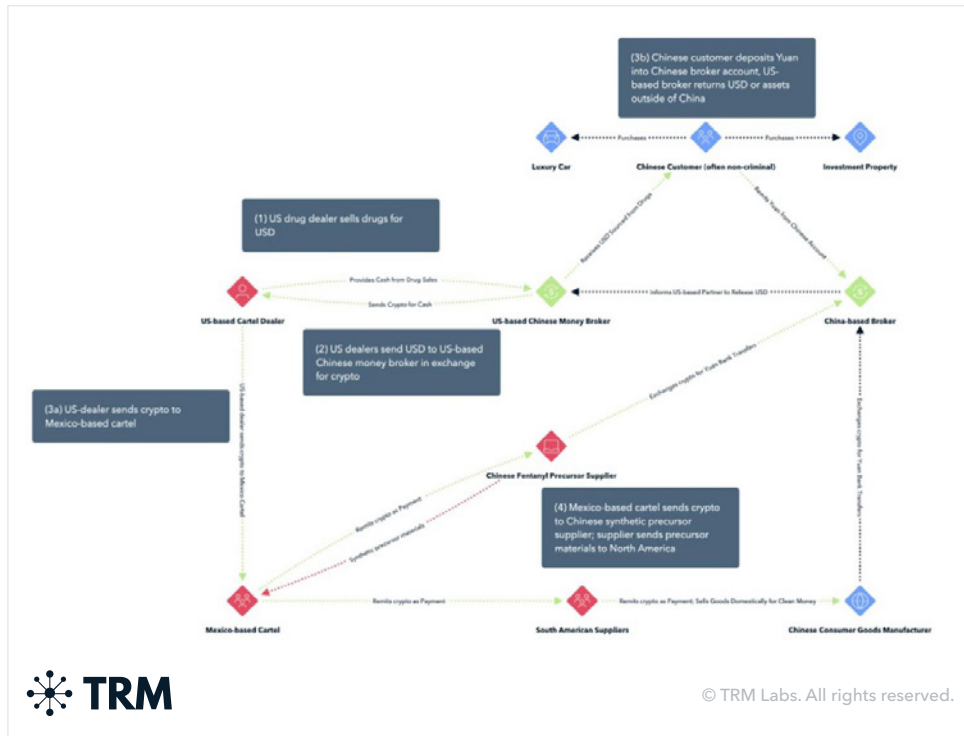 (3b) Chinese customer deposits Yuan
into Chinese broker account, US-
based broker returns USD or assets
outside of China
Purchases
Purchases
Luxury Car
Chinese Customer (often non-criminal)
Investment Property
Receives USD Sourced from Drugs
Remits Yuan from Chinese Account
(1) US drug dealer sells drugs for
USD
Provides Cash from Drug Sales
Sends Crypto for Cash
informs US-based Partner to Release USD
US-based Cartel Dealer
US-based Chinese Money Broker
China-based Broker
(2) US dealers send USD to US-based
Chinese money broker in exchange
for crypto
Exchanges crypto for Yuan Bank Transfers
(3a) US-dealer sends crypto to
Mexico-based cartel
US-based dealer sends crypto to Mexico Cartel
Exchanges crypto for Yuan Bank Transfers
Chinese Fentanyl Precursor Supplier
Remits crypto as Payment
Synthetic precursor materials
(4) Mexico-based cartel sends crypto
to Chinese synthetic precursor
supplier; supplier sends precursor
materials to North America
Remits crypto as Payment
Remits crypto as Payment, Sells Goods Domestically for Clean Money
Mexico-based Cartel
South American Suppliers
Chinese Consumer Goods Manufacturer
TRM
© TRM Labs. All rights reserved.